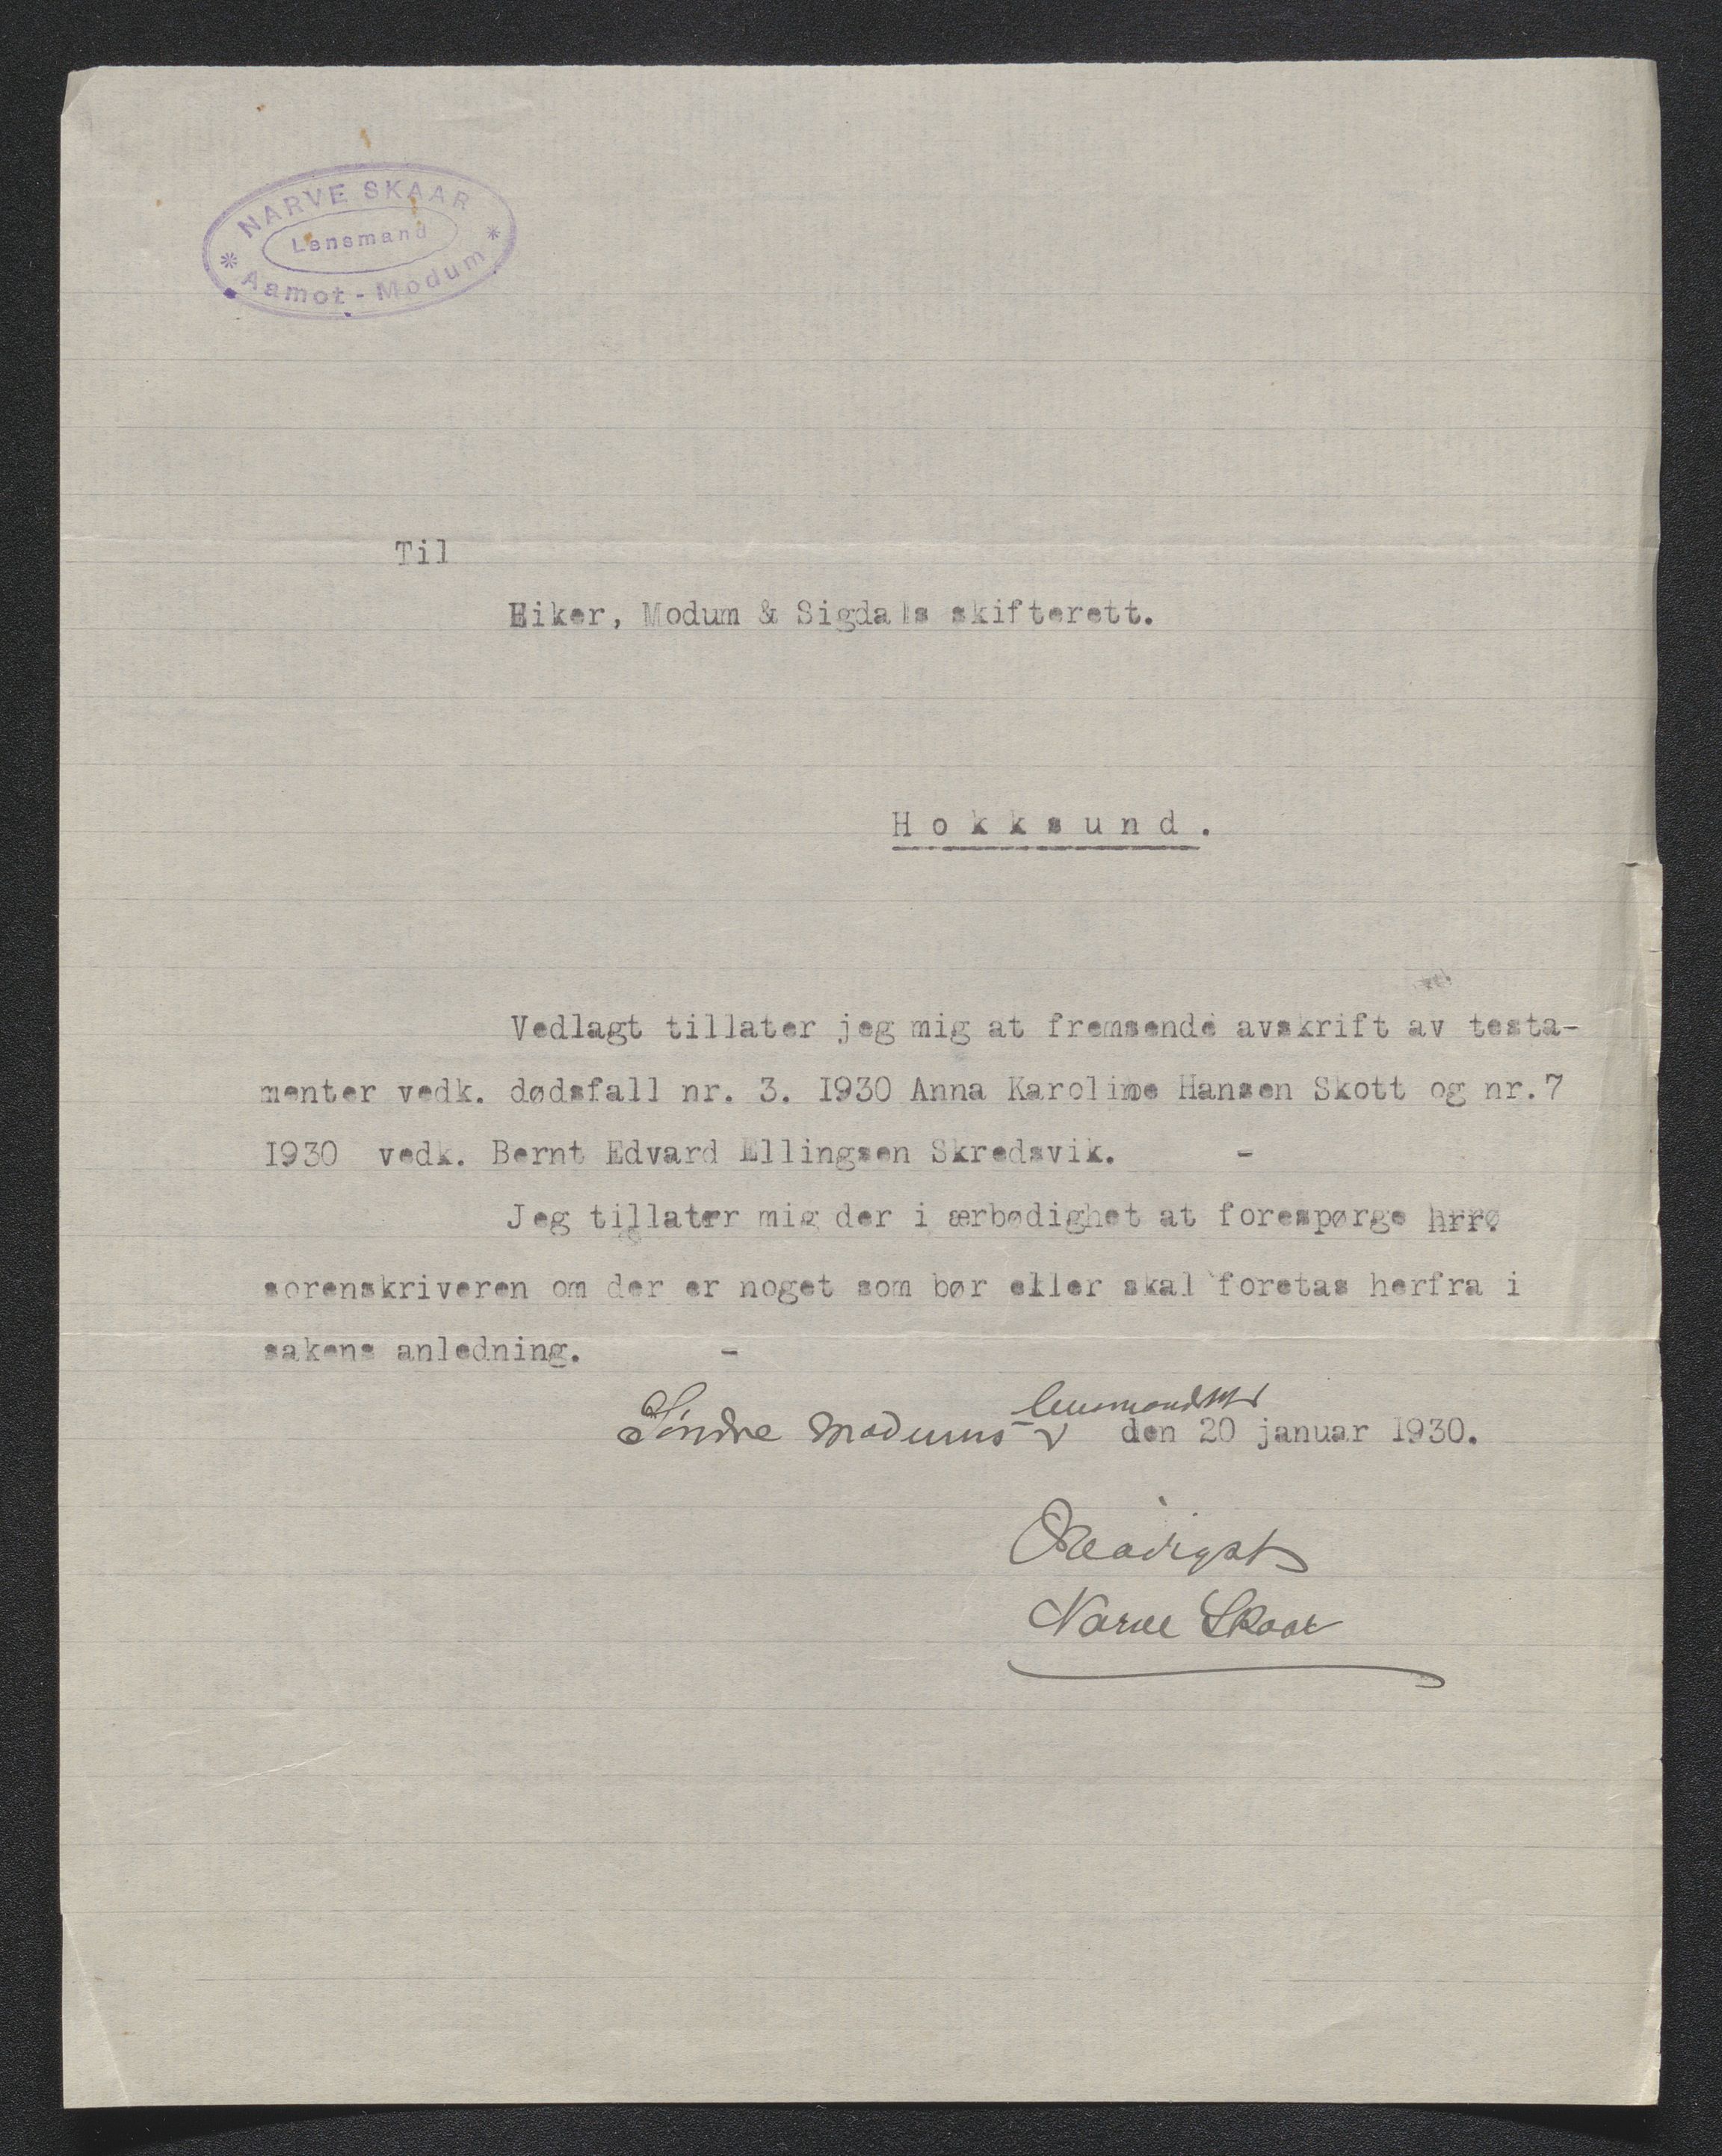 NARVE SKAAR
Lensmand
Aamot - Modum
Til
Eiker, Modum & Sigdals skifterett.
Hokksund.
Vedlagt tillater jeg mig at fremsende avskrift av testa-
menter vedk. dødsfall nr. 3. 1930 Anna Karoline Hansen Skott og nr. 7
1930 vedk. Bernt Edvard Ellingsen Skredsvik. -
Jeg tillater mig der i ærbødighet at forespørge hrr.
sorenskriveren om der er noget som bør eller skal foretas herfra i
sakens anledning. -
Søndre Modums den 20 januar 1930.
Narve Skaar